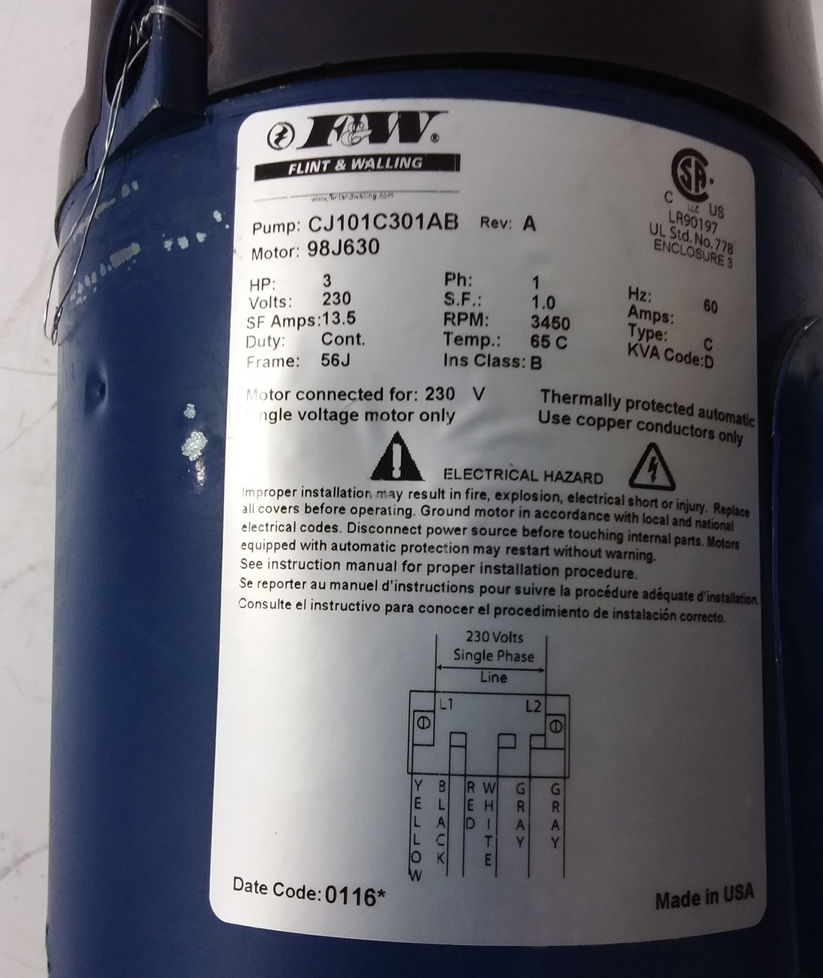 F&W®
FLINT & WALLING
Pump: CJ101C301AB Rev: A
Motor: 98J630
CSA
C US
LLC
LR90197
UL Std. No. 778
ENCLOSURE 3
HP: 3 Ph: 1 Hz: 60
Volts: 230 S.F.: 1.0 Amps:
SF Amps:13.5 RPM: 3450 Type: C
Duty: Cont. Temp.: 65 C KVA Code:D
Frame: 56J Ins Class: B
Motor connected for: 230 V Thermally protected automatic
voltage motor only Use copper conductors only
ELECTRICAL HAZARD
Improper installation may result in fire, explosion, electrical short or injury. Replace
all covers before operating. Ground motor in accordance with local and national
electrical codes. Disconnect power source before touching internal parts. Motors
equipped with automatic protection may restart without warning.
See instruction manual for proper installation procedure.
Se reporter au manuel d'instructions pour suivre la procédure adéquate d'installation.
Consulte el instructivo para conocer el procedimiento de instalación correcto.
230 Volts
Single Phase
Line
L1 L2
YELLOW BLACK RED WHITE GRAY GRAY
Date Code: 0116* Made in USA